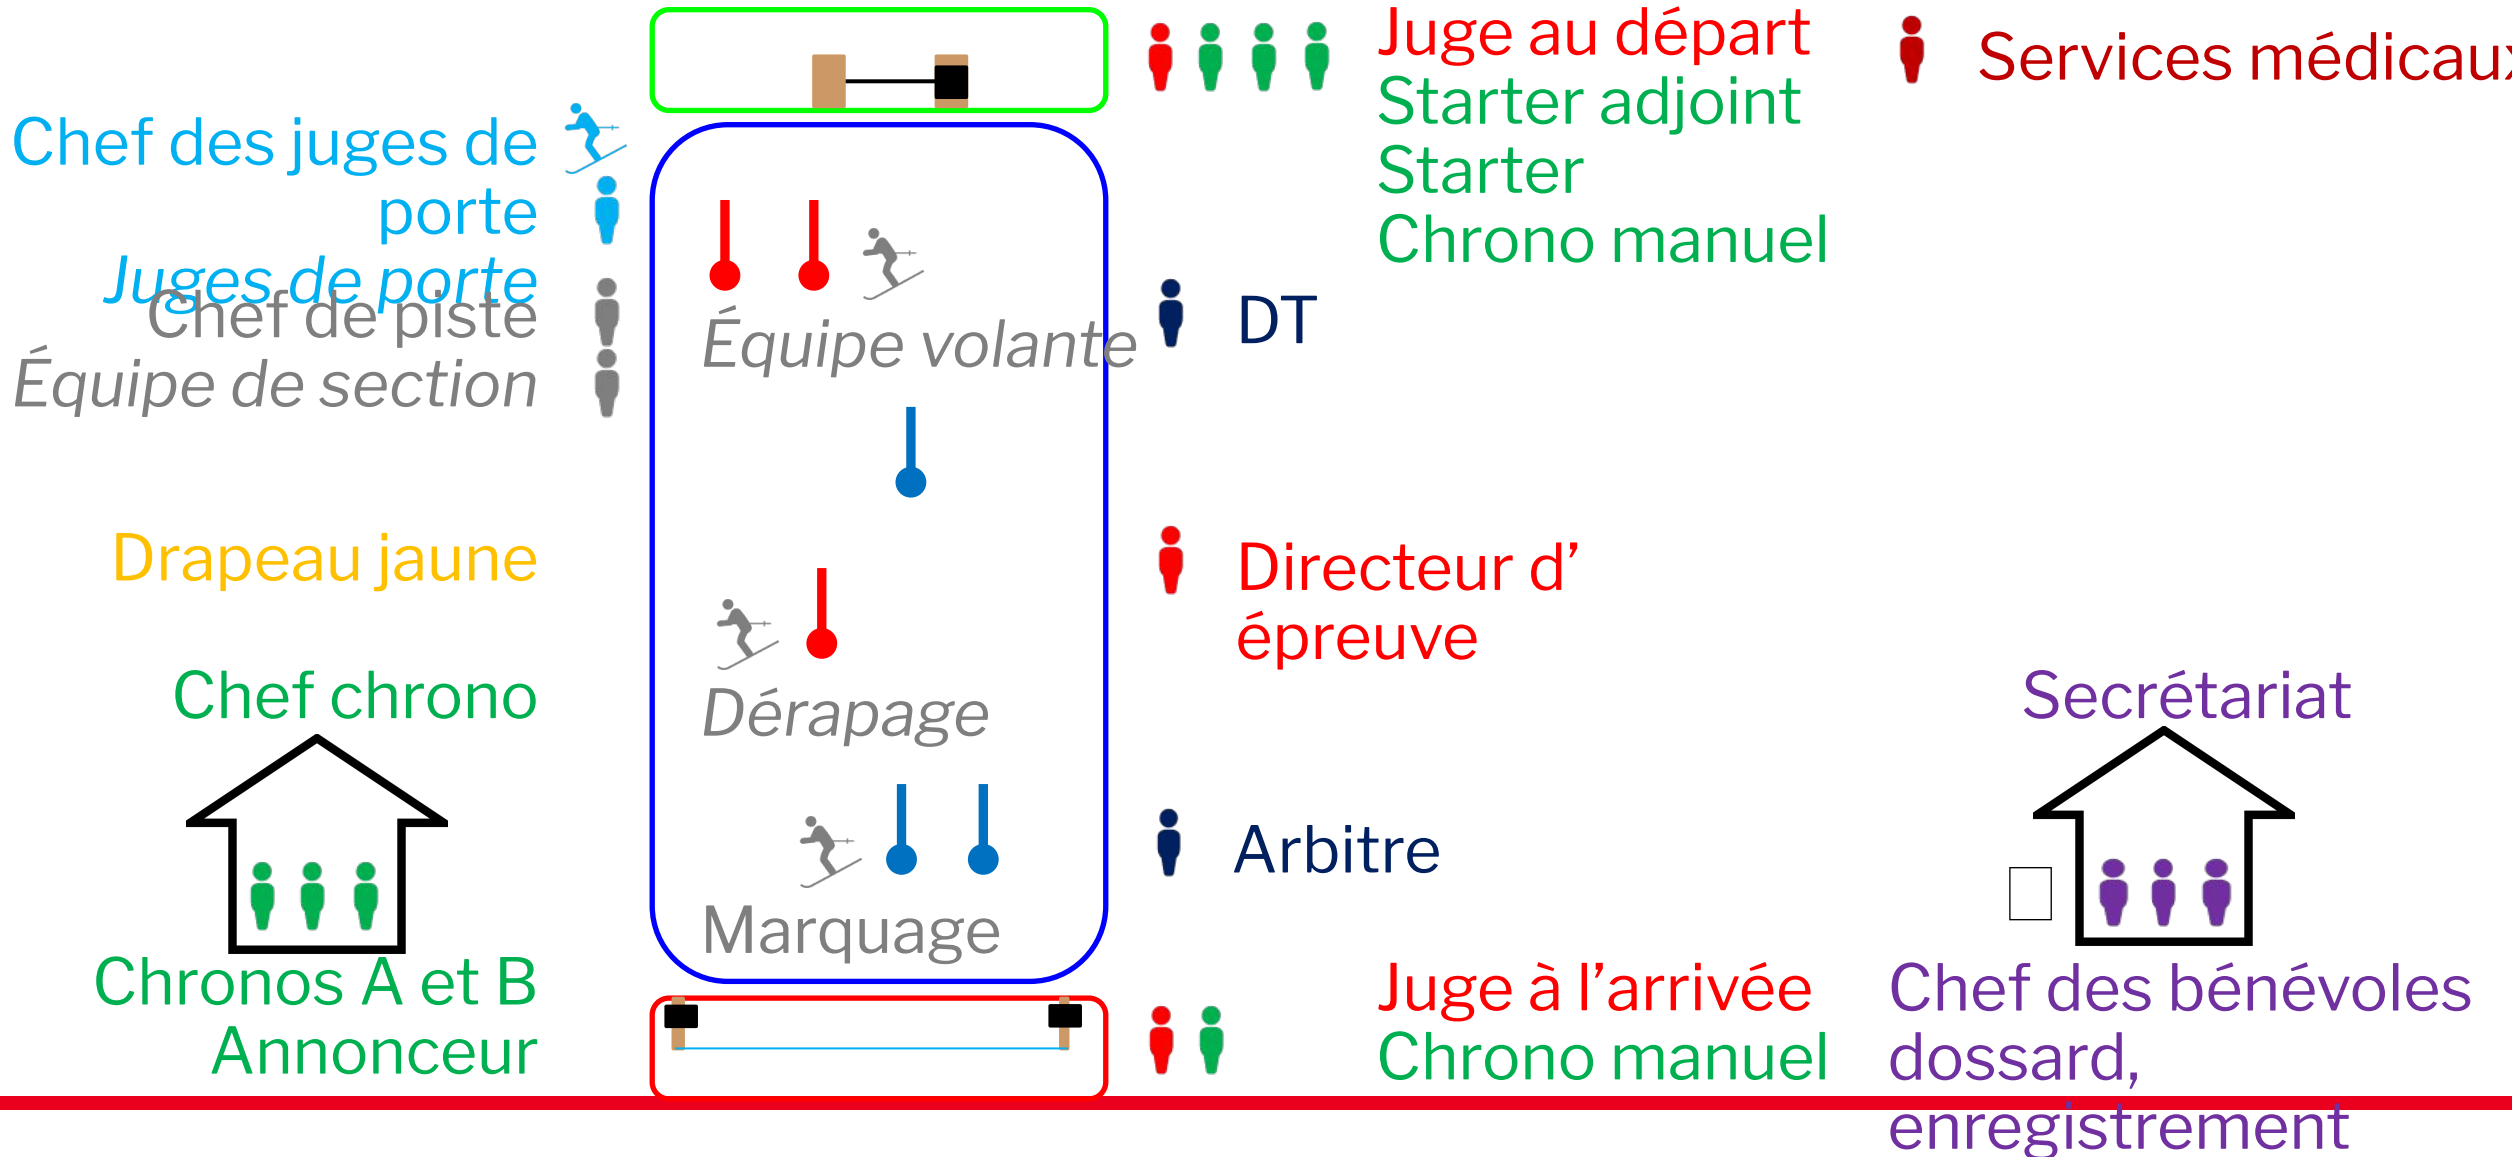 Juge au départ
Starter adjoint
Starter
Chrono manuel
Services médicaux
Chef des juges de
porte
Juges de porte
Chef de piste
Équipe de section
Équipe volante
DT
Drapeau jaune
Directeur d’
épreuve
Chef chrono
Dérapage
Secrétariat
Arbitre
Marquage
Chronos A et B
Annonceur
Juge à l’arrivée
Chrono manuel
Chef des bénévoles
dossard,
enregistrement